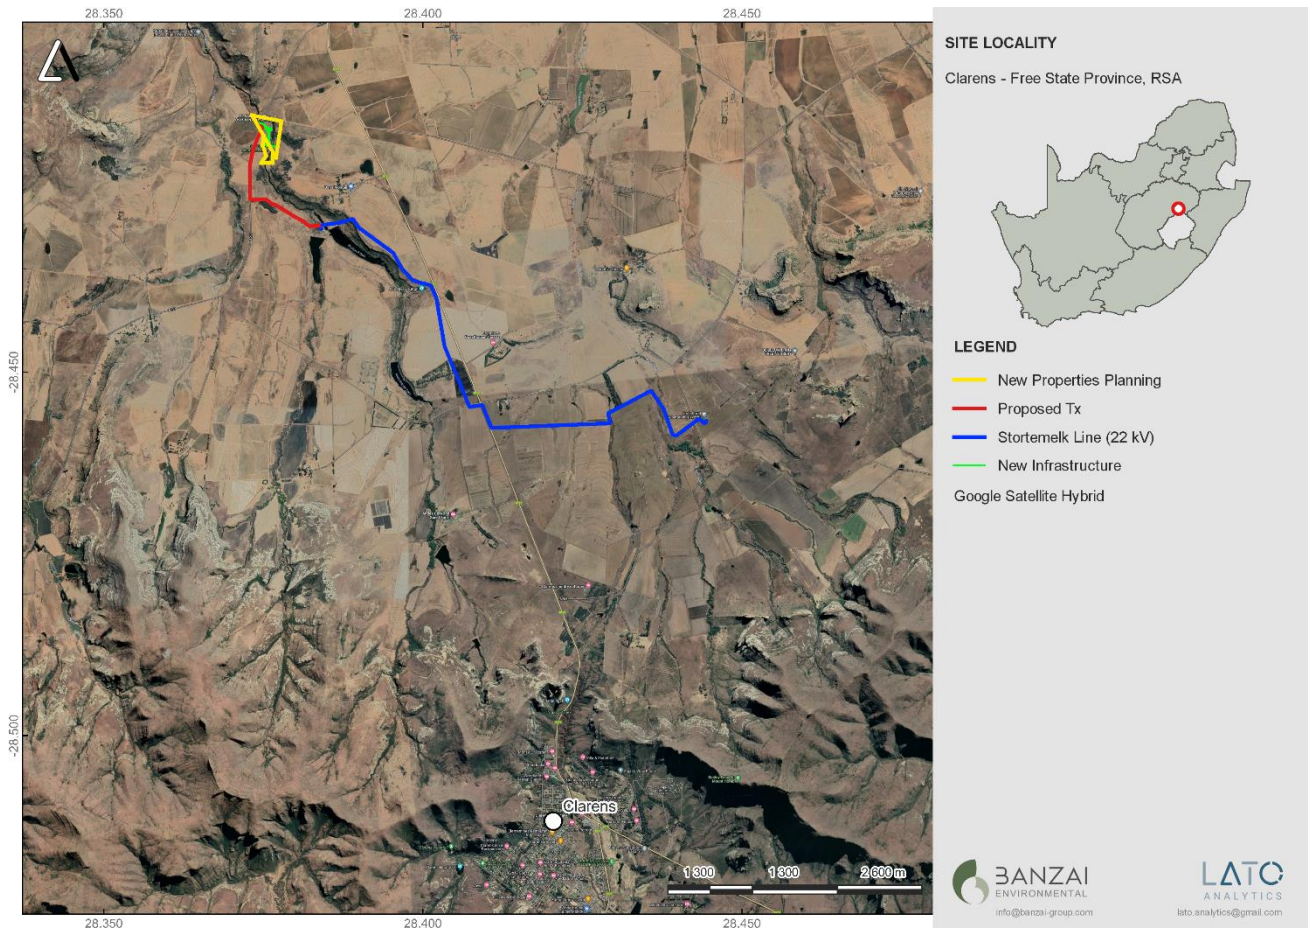 28.350
28.400
28.450
SITE LOCALITY
Clarens - Free State Province, RSA
-28.450
LEGEND
New Properties Planning
Proposed Tx
Stortemelk Line (22 kV)
New Infrastructure
Google Satellite Hybrid
-28.500
Clarens
1 300
1 300
2 600 m
BANZAI
ENVIRONMENTAL
info@banzai-group.com
LATO
ANALYTICS
lato.analytics@gmail.com
28.350
28.400
28.450